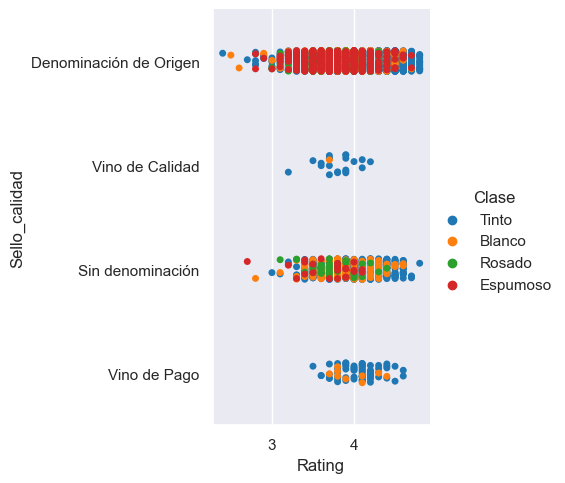 Denominación de Origen
Vino de Calidad
Sin denominación
Vino de Pago
Sello_calidad
3
4
Rating
Clase
Tinto
Blanco
Rosado
Espumoso